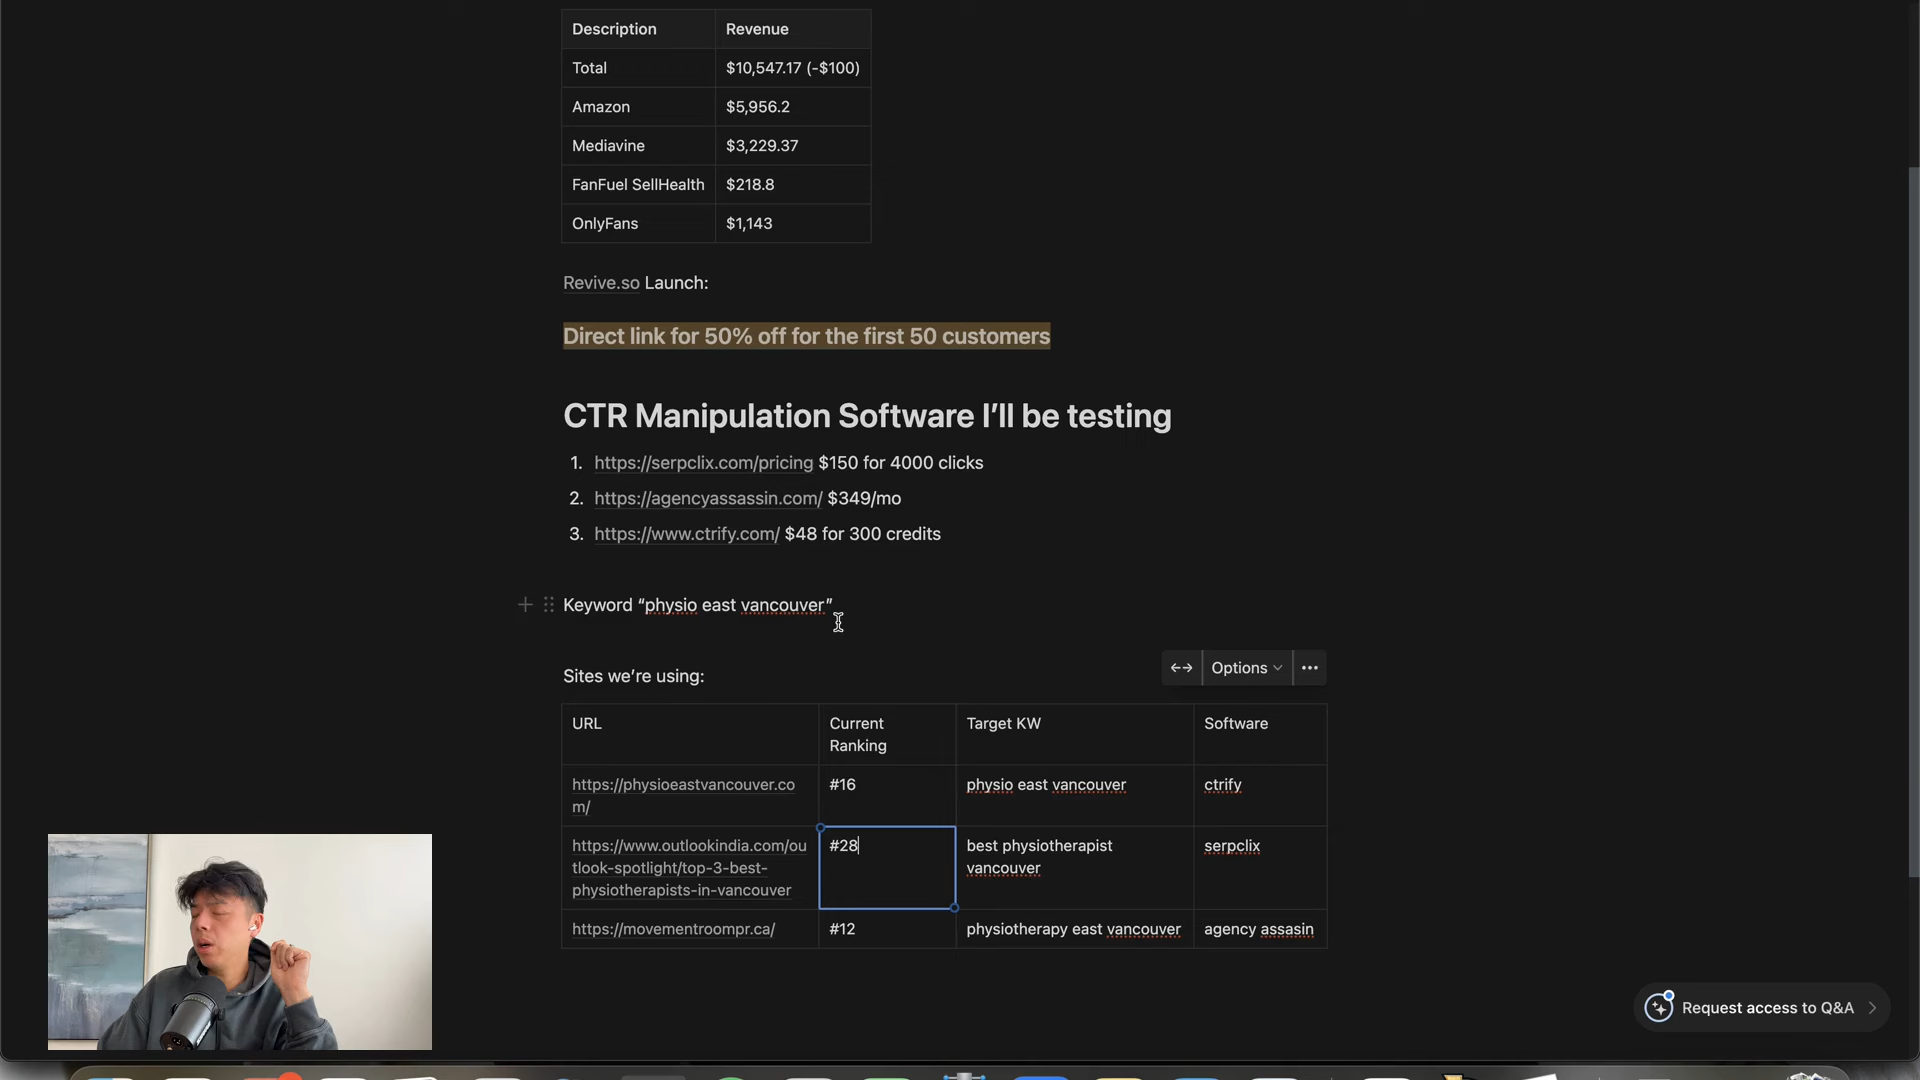 Description Revenue
Total $10,547.17 (-$100)
Amazon $5,956.2
Mediavine $3,229.37
FanFuel SellHealth $218.8
OnlyFans $1,143
Revive.so Launch:
Direct link for 50% off for the first 50 customers
CTR Manipulation Software I’ll be testing
1. https://serpclix.com/pricing $150 for 4000 clicks
2. https://agencyassassin.com/ $349/mo
3. https://www.ctrify.com/ $48 for 300 credits
Keyword “physio east vancouver”
Sites we’re using:
Options
URL
Current
Ranking
Target KW
Software
https://physioeastvancouver.co
m/
#16
physio east vancouver
ctrify
https://www.outlookindia.com/ou
tlook-spotlight/top-3-best-
physiotherapists-in-vancouver
#28
best physiotherapist
vancouver
serpclix
https://movementroompr.ca/
#12
physiotherapy east vancouver
agency assasin
Request access to Q&A